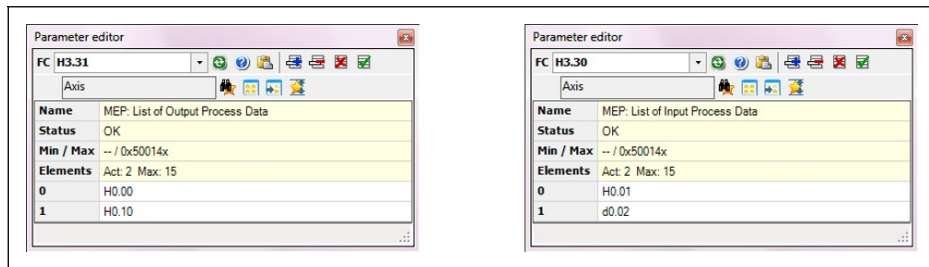 Parameter editor
FC H3.31
Axis
Name MEP: List of Output Process Data
Status OK
Min / Max -- / 0x50014x
Elements Act: 2 Max: 15
0 H0.00
1 H0.10
Parameter editor
FC H3.30
Axis
Name MEP: List of Input Process Data
Status OK
Min / Max -- / 0x50014x
Elements Act: 2 Max: 15
0 H0.01
1 d0.02